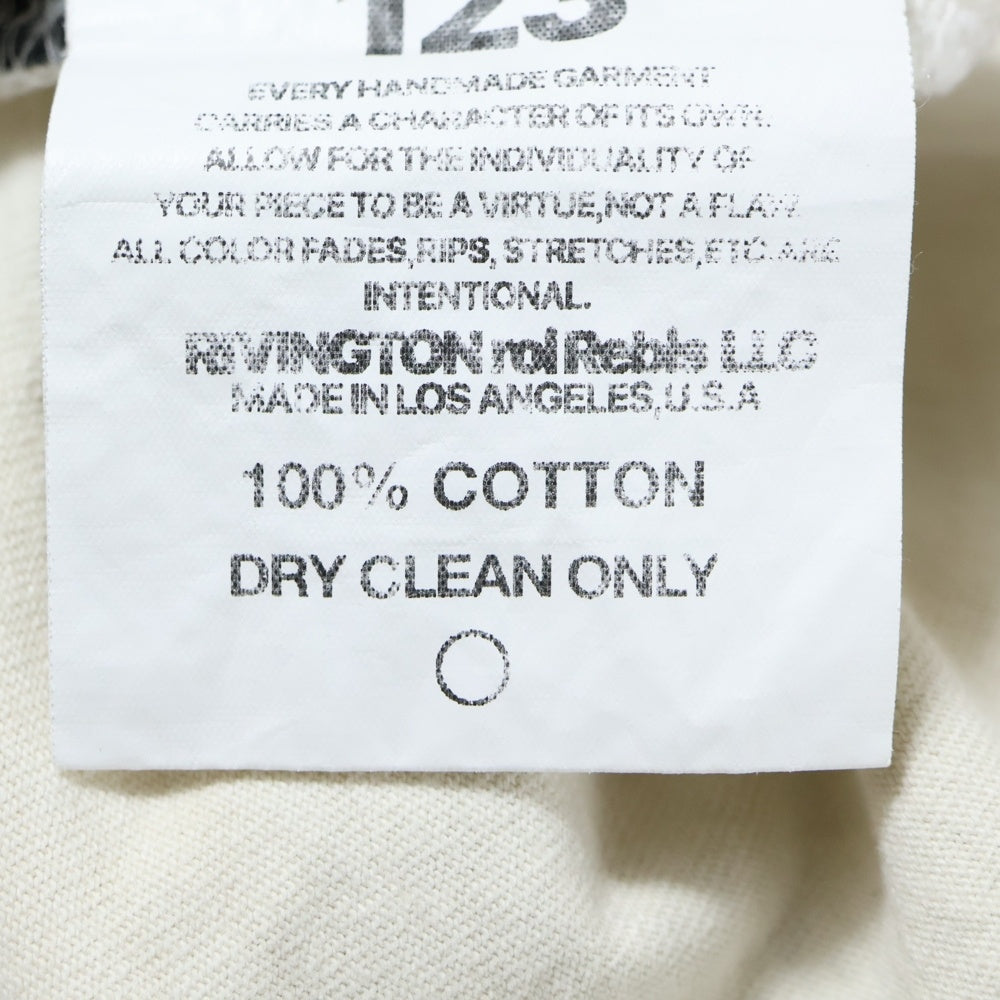 123
EVERY HANDMADE GARMENT
CARRIES A CHARACTER OF ITS OWN.
ALLOW FOR THE INDIVIDUALITY OF
YOUR PIECE TO BE A VIRTUE,NOT A FLAW.
ALL COLOR FADES,RIPS, STRETCHES,ETC.ARE
INTENTIONAL.
RIVINGTON roi Rebis LLC
MADE IN LOS ANGELES,U.S.A
100% COTTON
DRY CLEAN ONLY